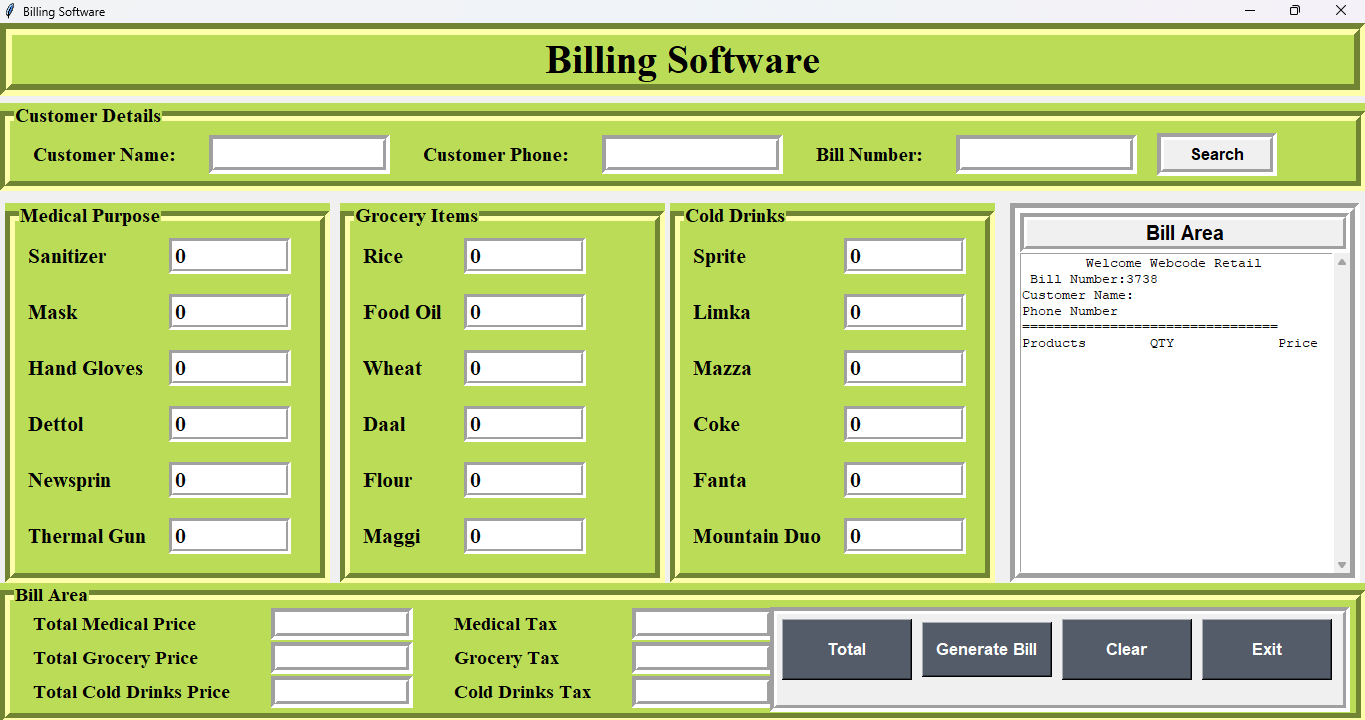 Billing Software
Billing Software
Customer Details
Customer Name: Customer Phone: Bill Number: Search
Medical Purpose
Sanitizer 0
Mask 0
Hand Gloves 0
Dettol 0
Newsprin 0
Thermal Gun 0
Grocery Items
Rice 0
Food Oil 0
Wheat 0
Daal 0
Flour 0
Maggi 0
Cold Drinks
Sprite 0
Limka 0
Mazza 0
Coke 0
Fanta 0
Mountain Duo 0
Bill Area
Welcome Webcode Retail
Bill Number:3738
Customer Name:
Phone Number
================================
Products QTY Price
Bill Area
Total Medical Price Medical Tax
Total Grocery Price Grocery Tax
Total Cold Drinks Price Cold Drinks Tax
Total Generate Bill Clear Exit